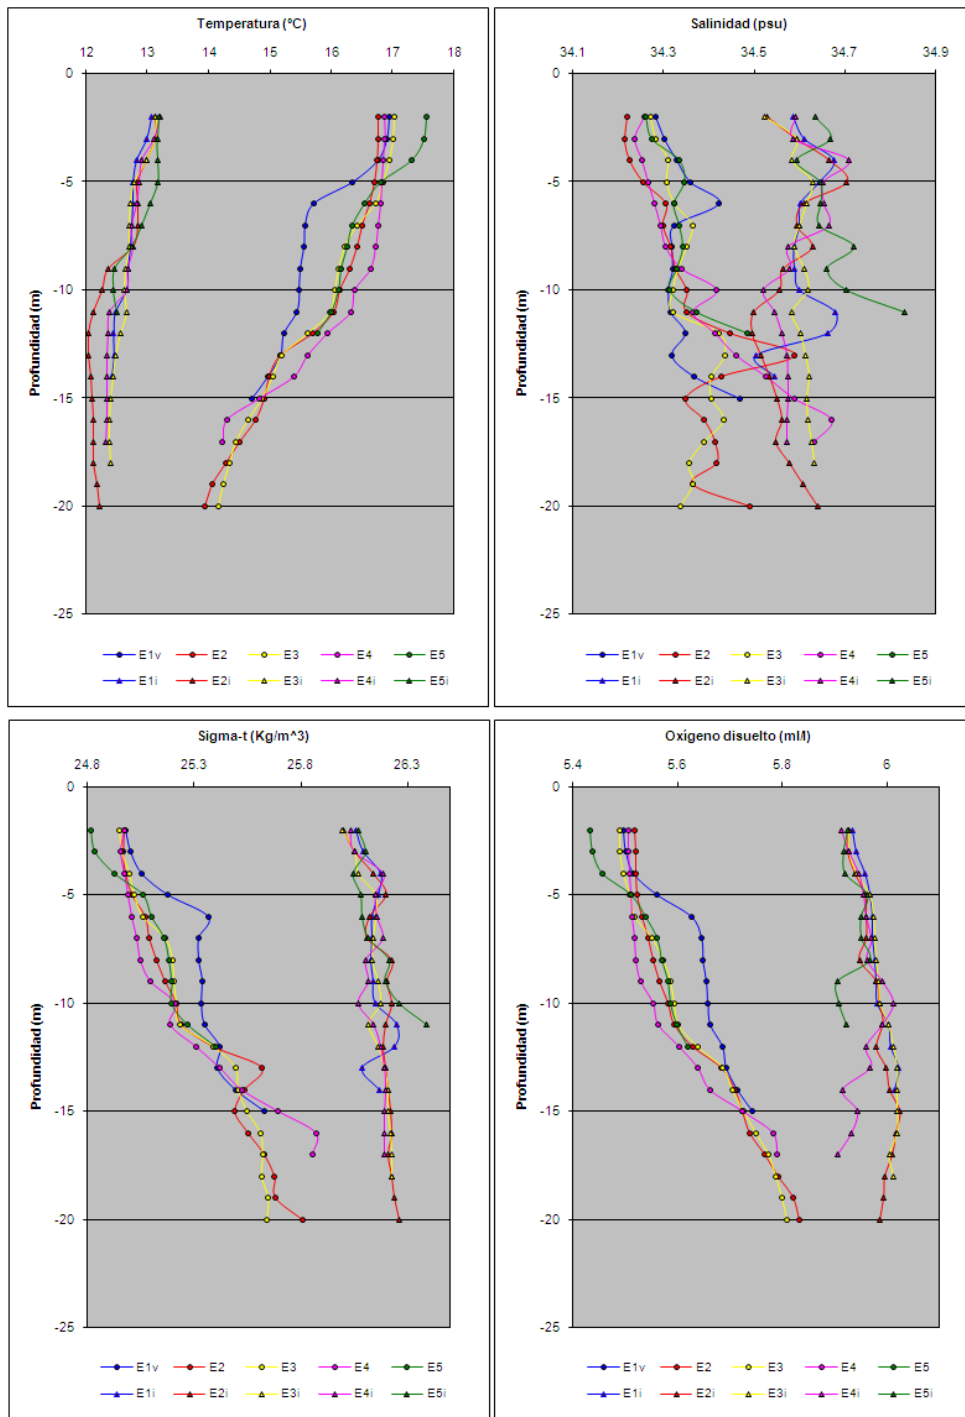 Temperatura (ºC)
12 13 14 15 16 17 18
0
-5
-10
-15
-20
-25
Profundidad (m)
E1v E2 E3 E4 E5
E1i E2i E3i E4i E5i
Salinidad (psu)
34.1 34.3 34.5 34.7 34.9
0
-5
-10
-15
-20
-25
Profundidad (m)
E1v E2 E3 E4 E5
E1i E2i E3i E4i E5i
Sigma-t (Kg/m^3)
24.8 25.3 25.8 26.3
0
-5
-10
-15
-20
-25
Profundidad (m)
E1v E2 E3 E4 E5
E1i E2i E3i E4i E5i
Oxígeno disuelto (ml/l)
5.4 5.6 5.8 6
0
-5
-10
-15
-20
-25
Profundidad (m)
E1v E2 E3 E4 E5
E1i E2i E3i E4i E5i